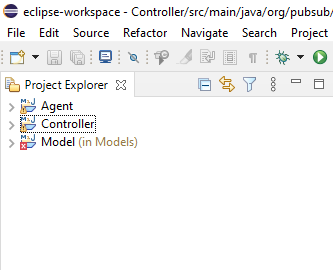 eclipse-workspace - Controller/src/main/java/org/pubsub/
File Edit Source Refactor Navigate Search Project
Project Explorer
Agent
Controller
Model (in Models)